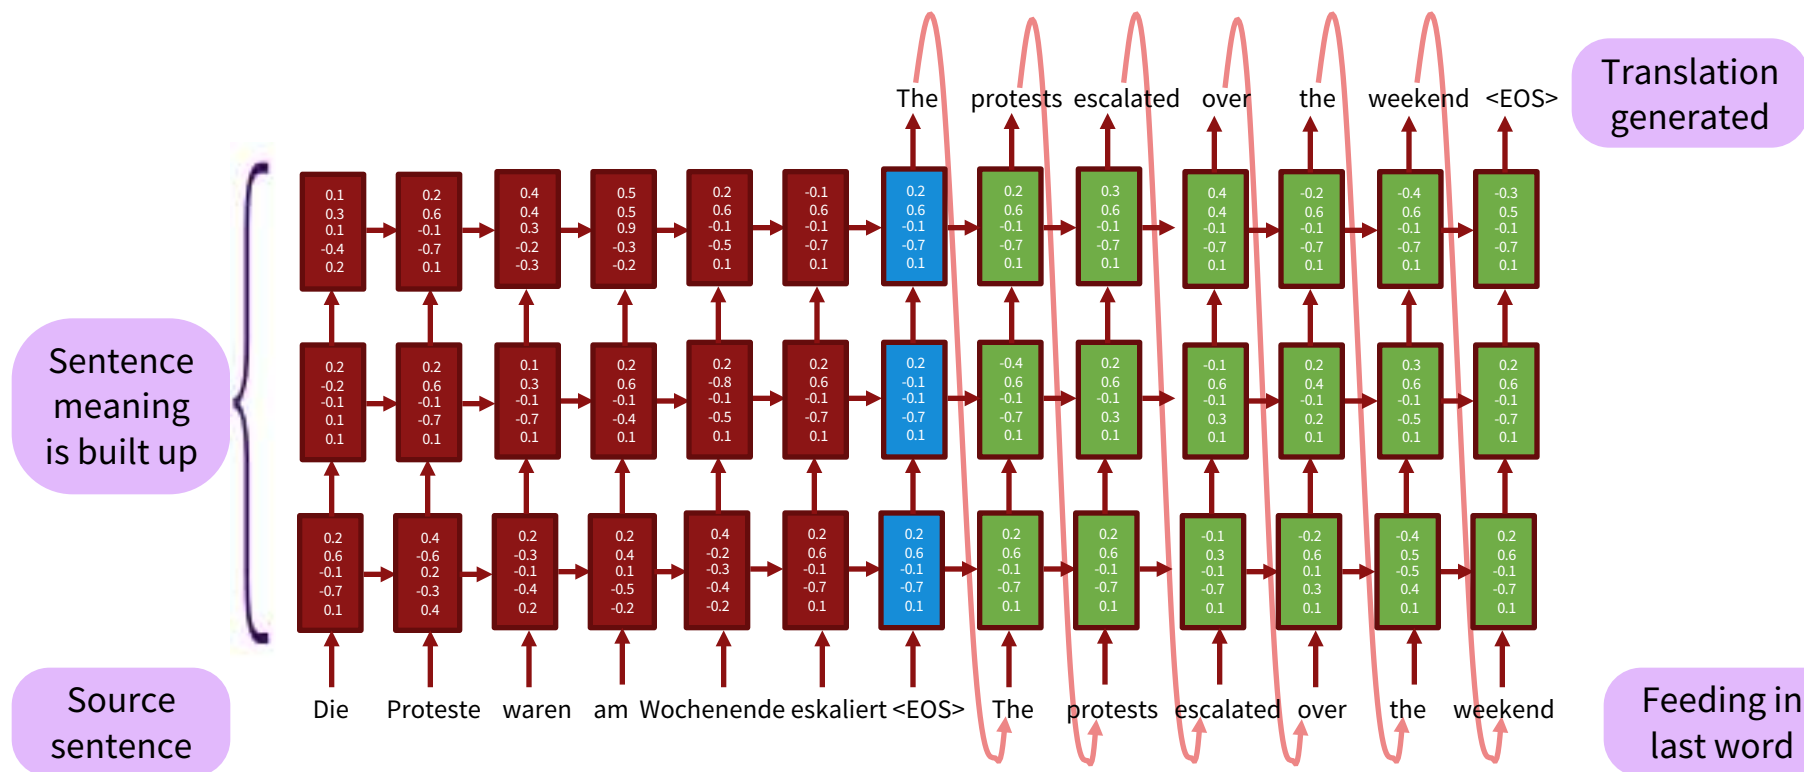 The protests escalated over the weekend <EOS>
Translation
generated
0.1 0.2 0.4 0.5 0.2 -0.1 0.2 0.2 0.3 0.4 -0.2 -0.4 -0.3
0.3 0.6 0.4 0.5 0.6 0.6 0.6 0.6 0.6 0.4 0.6 0.6 0.5
0.1 -0.1 0.3 0.9 -0.1 -0.1 -0.1 -0.1 -0.1 -0.1 -0.1 -0.1 -0.1
-0.4 -0.7 -0.2 -0.3 -0.5 -0.7 -0.7 -0.7 -0.7 -0.7 -0.7 -0.7 -0.7
0.2 0.1 -0.3 -0.2 0.1 0.1 0.1 0.1 0.1 0.1 0.1 0.1 0.1
Sentence
meaning
is built up
0.2 0.2 0.1 0.2 0.2 0.2 0.2 -0.4 0.2 -0.1 0.2 0.3 0.2
-0.2 0.6 0.3 0.6 -0.8 0.6 -0.1 0.6 0.6 0.6 0.4 0.6 0.6
-0.1 -0.1 -0.1 -0.1 -0.1 -0.1 -0.1 -0.1 -0.1 -0.1 -0.1 -0.1 -0.1
0.1 -0.7 -0.7 -0.4 -0.5 -0.7 -0.7 -0.7 0.3 0.3 0.2 -0.5 -0.7
0.1 0.1 0.1 0.1 0.1 0.1 0.1 0.1 0.1 0.1 0.1 0.1 0.1
0.2 0.4 0.2 0.2 0.4 0.2 0.2 0.2 0.2 -0.1 -0.2 -0.4 0.2
0.6 -0.6 -0.3 0.4 -0.2 0.6 0.6 0.6 0.6 0.3 0.6 0.5 0.6
-0.1 0.2 -0.1 0.1 -0.3 -0.1 -0.1 -0.1 -0.1 -0.1 0.1 -0.5 -0.1
-0.7 -0.3 -0.4 -0.5 -0.4 -0.7 -0.7 -0.7 -0.7 -0.7 0.3 0.4 -0.7
0.1 0.4 0.2 -0.2 -0.2 0.1 0.1 0.1 0.1 0.1 0.1 0.1 0.1
Source
sentence
Die Proteste waren am Wochenende eskaliert <EOS> The protests escalated over the weekend
Feeding in
last word